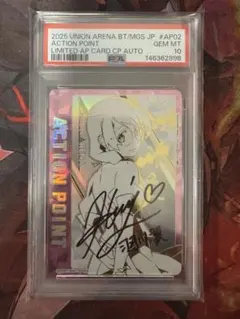 2025 UNION ARENA BT/MGS JP #AP02
ACTION POINT GEM MT
LIMITED AP CARD CP AUTO 10
PSA 146362998
ACTION POINT